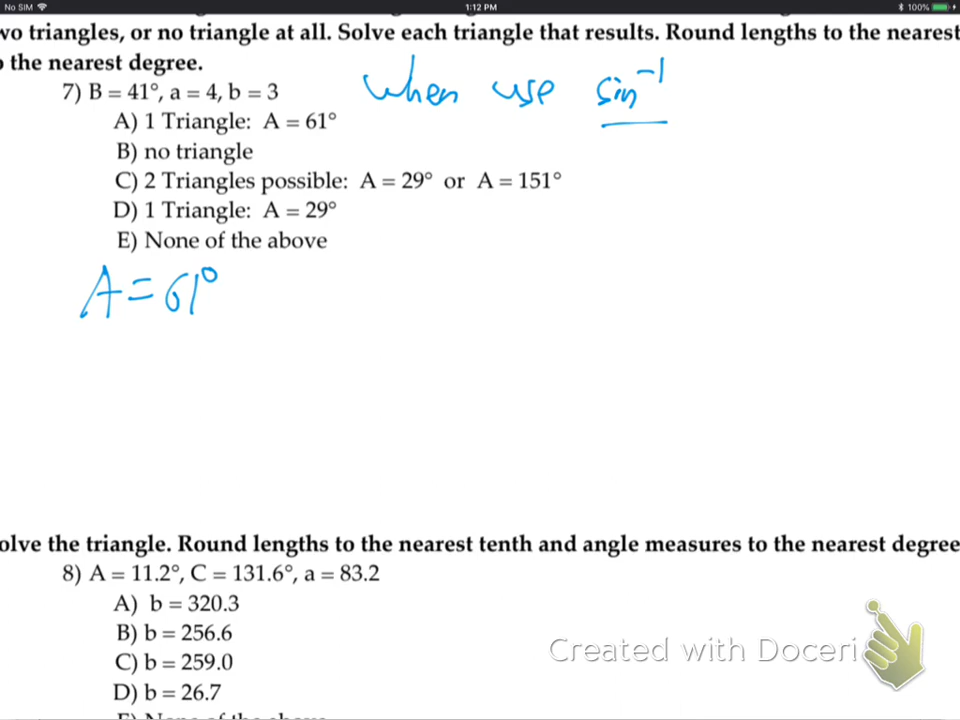 No SIM 1:12 PM 100%
wo triangles, or no triangle at all. Solve each triangle that results. Round lengths to the nearest
o the nearest degree.
7) B = 41°, a = 4, b = 3 when use sin⁻¹
A) 1 Triangle: A = 61°
B) no triangle
C) 2 Triangles possible: A = 29° or A = 151°
D) 1 Triangle: A = 29°
E) None of the above
A = 61°
olve the triangle. Round lengths to the nearest tenth and angle measures to the nearest degree
8) A = 11.2°, C = 131.6°, a = 83.2
A) b = 320.3
B) b = 256.6
C) b = 259.0
D) b = 26.7
Created with Doceri